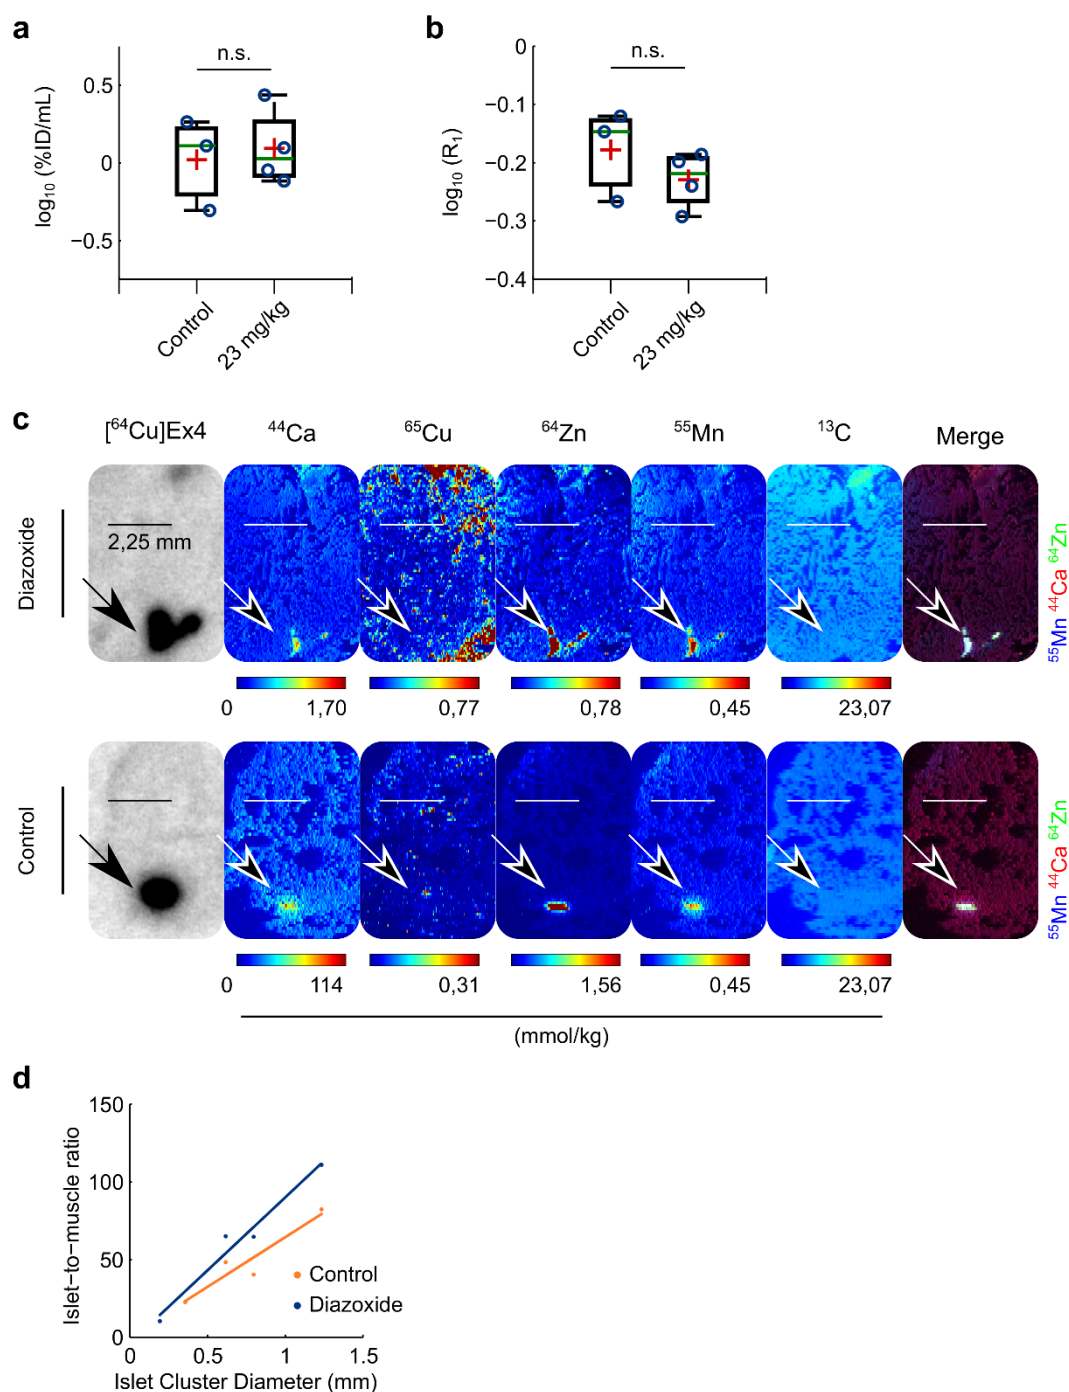 a
n.s.
0.5
0
−0.5
log₁₀ (%ID/mL)
Control
23 mg/kg
b
n.s.
0
−0.1
−0.2
−0.3
−0.4
log₁₀ (R₁)
Control
23 mg/kg
c
[⁶⁴Cu]Ex4 ⁴⁴Ca ⁶⁵Cu ⁶⁴Zn ⁵⁵Mn ¹³C Merge
Diazoxide
2,25 mm
⁵⁵Mn ⁴⁴Ca ⁶⁴Zn
0 1,70 0,77 0,78 0,45 23,07
Control
⁵⁵Mn ⁴⁴Ca ⁶⁴Zn
0 114 0,31 1,56 0,45 23,07
(mmol/kg)
d
150
100
50
0
Islet−to−muscle ratio
Control
Diazoxide
0 0.5 1 1.5
Islet Cluster Diameter (mm)